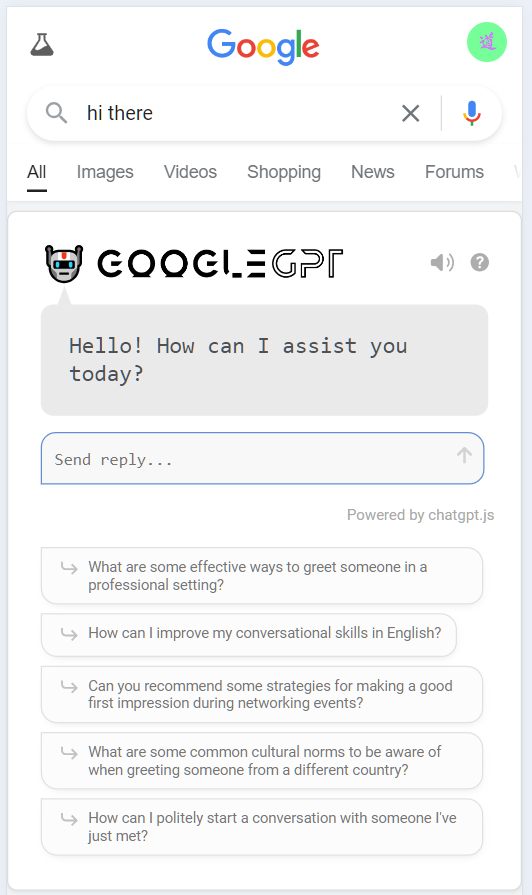 Google
道
hi there
All Images Videos Shopping News Forums
GOOGLEGPT
Hello! How can I assist you
today?
Send reply...
Powered by chatgpt.js
What are some effective ways to greet someone in a
professional setting?
How can I improve my conversational skills in English?
Can you recommend some strategies for making a good
first impression during networking events?
What are some common cultural norms to be aware of
when greeting someone from a different country?
How can I politely start a conversation with someone I've
just met?